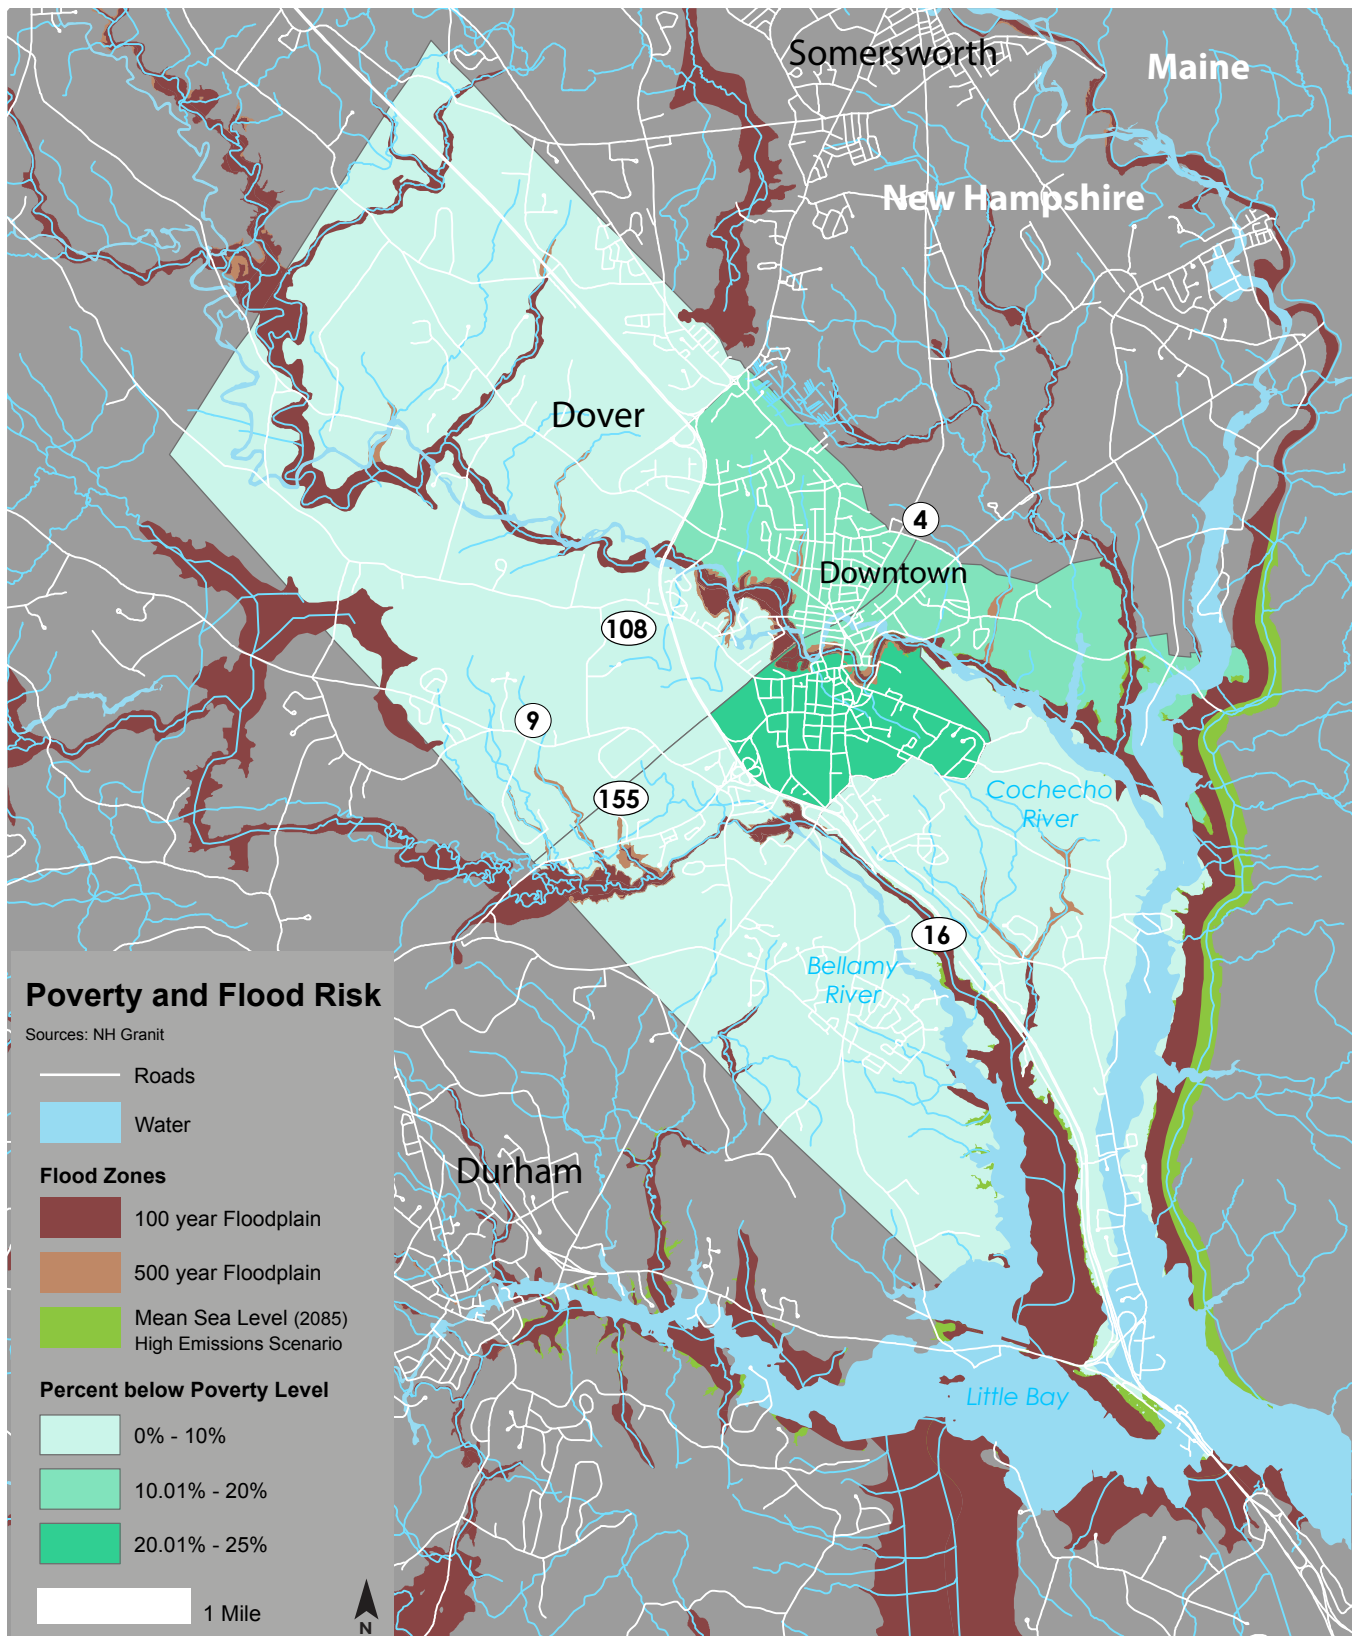 Somersworth
Maine
New Hampshire
Dover
4
Downtown
108
9
155
Cochecho
River
16
Bellamy
River
Poverty and Flood Risk
Sources: NH Granit
Roads
Water
Flood Zones
100 year Floodplain
500 year Floodplain
Mean Sea Level (2085)
High Emissions Scenario
Percent below Poverty Level
0% - 10%
10.01% - 20%
20.01% - 25%
1 Mile
N
Durham
Little Bay